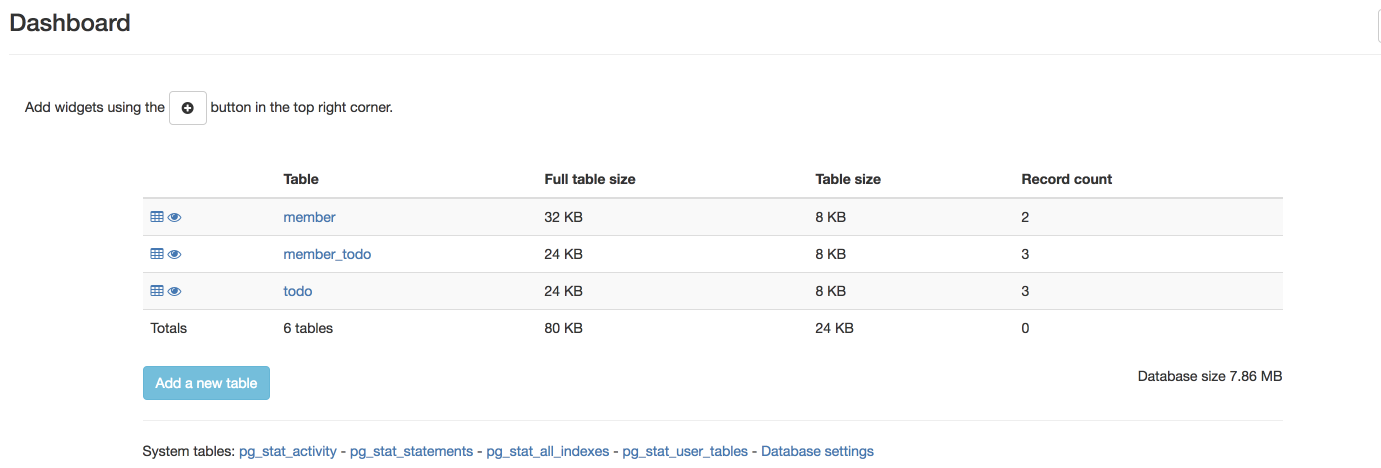 Dashboard
Add widgets using the button in the top right corner.
Table Full table size Table size Record count
member 32 KB 8 KB 2
member_todo 24 KB 8 KB 3
todo 24 KB 8 KB 3
Totals 6 tables 80 KB 24 KB 0
Add a new table Database size 7.86 MB
System tables: pg_stat_activity - pg_stat_statements - pg_stat_all_indexes - pg_stat_user_tables - Database settings